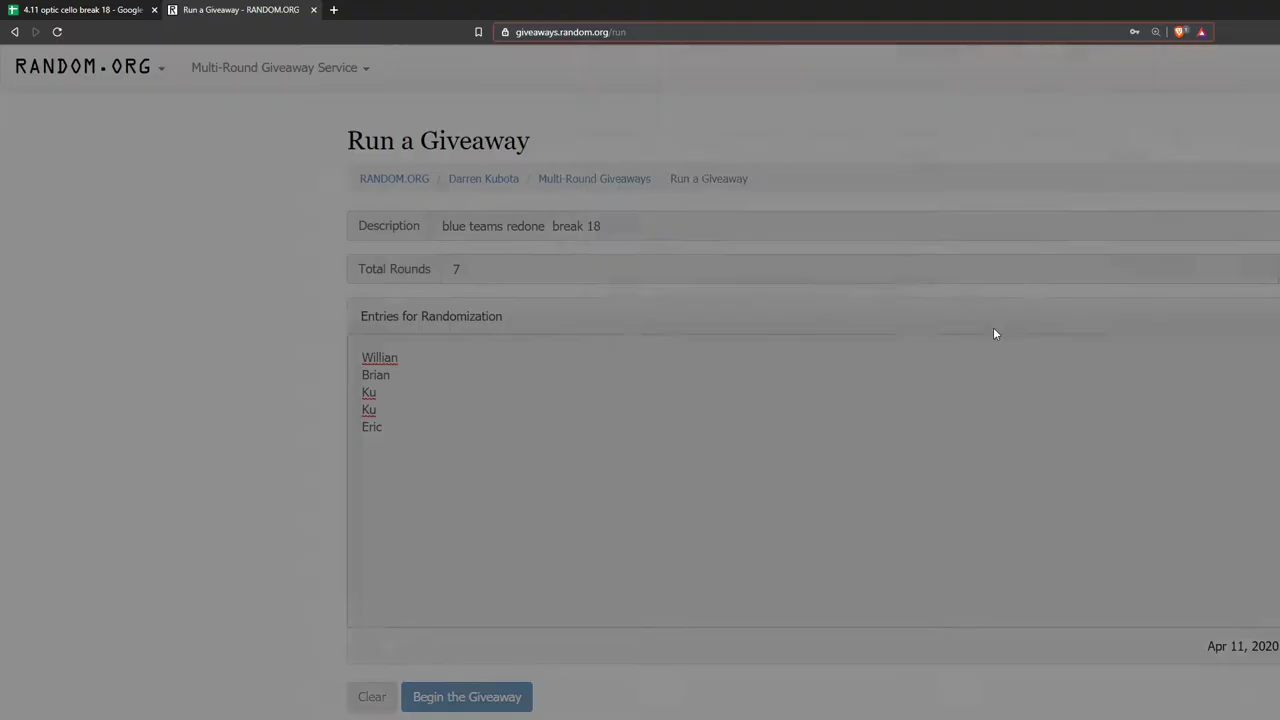 4.11 optic cello break 18 - Google
Run a Giveaway - RANDOM.ORG
giveaways.random.org/run
RANDOM.ORG
Multi-Round Giveaway Service
Run a Giveaway
RANDOM.ORG / Darren Kubota / Multi-Round Giveaways / Run a Giveaway
Description blue teams redone break 18
Total Rounds 7
Entries for Randomization
Willian
Brian
Ku
Ku
Eric
Apr 11, 2020
Clear Begin the Giveaway